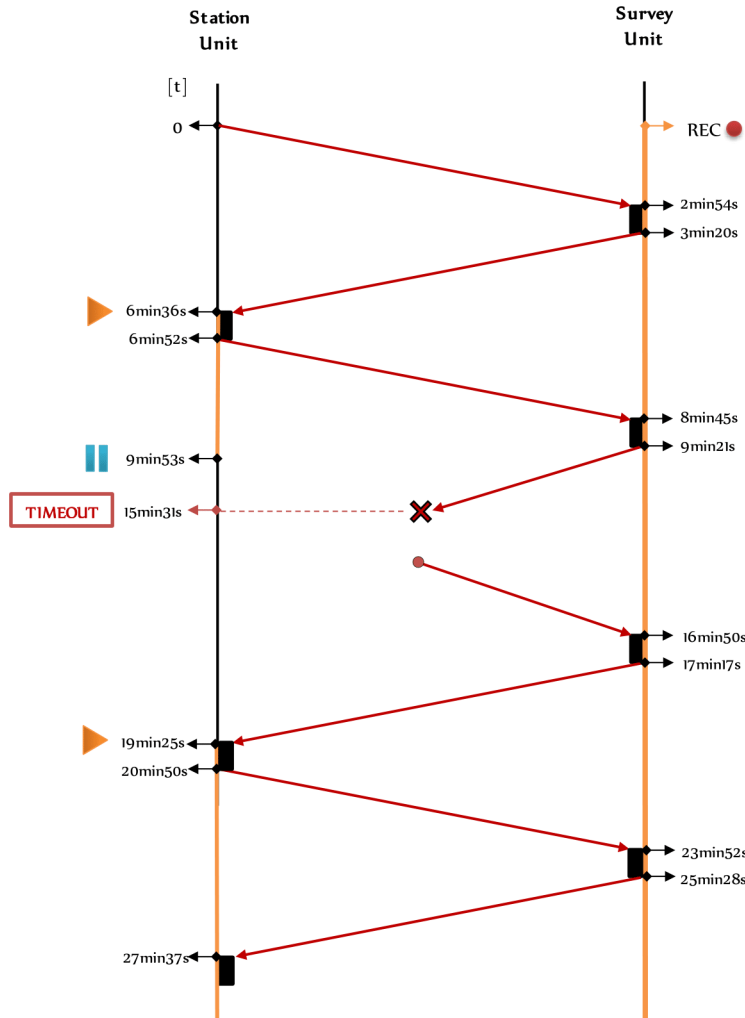 Station
Unit
Survey
Unit
[t]
0
REC
2min54s
3min20s
6min36s
6min52s
8min45s
9min21s
9min53s
TIMEOUT
15min31s
16min50s
17min17s
19min25s
20min50s
23min52s
25min28s
27min37s